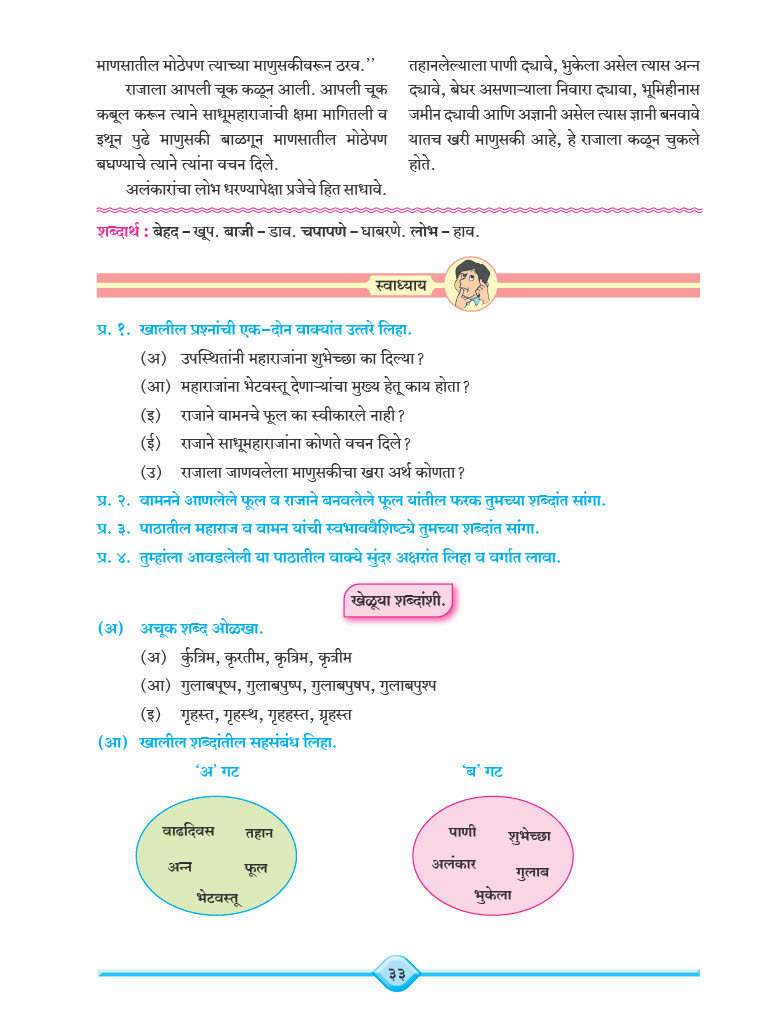 माणसातील मोठेपण त्याच्या माणुसकीवरून ठरव.’’
राजाला आपली चूक कळून आली. आपली चूक
कबूल करून त्याने साधूमहाराजांची क्षमा मागितली व
इथून पुढे माणुसकी बाळगून माणसातील मोठेपण
बघण्याचे त्याने त्यांना वचन दिले.
अलंकारांचा लोभ धरण्यापेक्षा प्रजेचे हित साधावे.
तहानलेल्याला पाणी द्यावे, भुकेला असेल त्यास अन्न
द्यावे, बेघर असणाऱ्याला निवारा द्यावा, भूमिहीनास
जमीन द्यावी आणि अज्ञानी असेल त्यास ज्ञानी बनवावे
यातच खरी माणुसकी आहे, हे राजाला कळून चुकले
होते.
शब्दार्थ : बेहद – खूप. बाजी – डाव. चपापणे – घाबरणे. लोभ – हाव.
स्वाध्याय
प्र. १. खालील प्रश्नांची एक–दोन वाक्यांत उत्तरे लिहा.
(अ) उपस्थितांनी महाराजांना शुभेच्छा का दिल्या?
(आ) महाराजांना भेटवस्तू देणाऱ्यांचा मुख्य हेतू काय होता?
(इ) राजाने वामनचे फूल का स्वीकारले नाही?
(ई) राजाने साधूमहाराजांना कोणते वचन दिले?
(उ) राजाला जाणवलेला माणुसकीचा खरा अर्थ कोणता?
प्र. २. वामनने आणलेले फूल व राजाने बनवलेले फूल यांतील फरक तुमच्या शब्दांत सांगा.
प्र. ३. पाठातील महाराज व वामन यांची स्वभाववैशिष्ट्ये तुमच्या शब्दांत सांगा.
प्र. ४. तुम्हांला आवडलेली या पाठातील वाक्ये सुंदर अक्षरांत लिहा व वर्गात लावा.
खेळूया शब्दांशी.
(अ) अचूक शब्द ओळखा.
(अ) र्कुत्रिम, कृरतीम, कृत्रिम, कृत्रीम
(आ) गुलाबपूष्प, गुलाबपुष्प, गुलाबपुषप, गुलाबपुश्प
(इ) गृहस्त, गृहस्थ, गृहहस्त, ग्रृहस्त
(आ) खालील शब्दांतील सहसंबंध लिहा.
‘अ’ गट
‘ब’ गट
वाढदिवस तहान
अन्न फूल
भेटवस्तू
पाणी शुभेच्छा
अलंकार गुलाब
भुकेला
३३